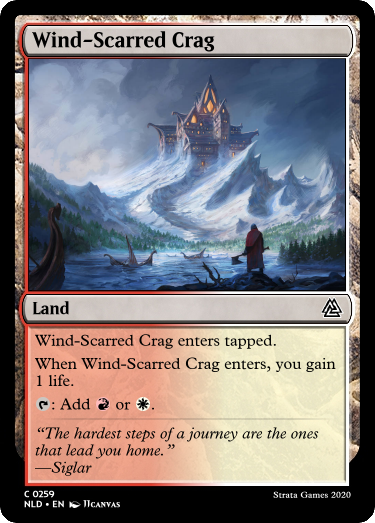 Wind-Scarred Crag
Land
Wind-Scarred Crag enters tapped.
When Wind-Scarred Crag enters, you gain
1 life.
: Add or .
“The hardest steps of a journey are the ones
that lead you home.”
—Siglar
C 0259
NLD • EN 11CANVAS
Strata Games 2020